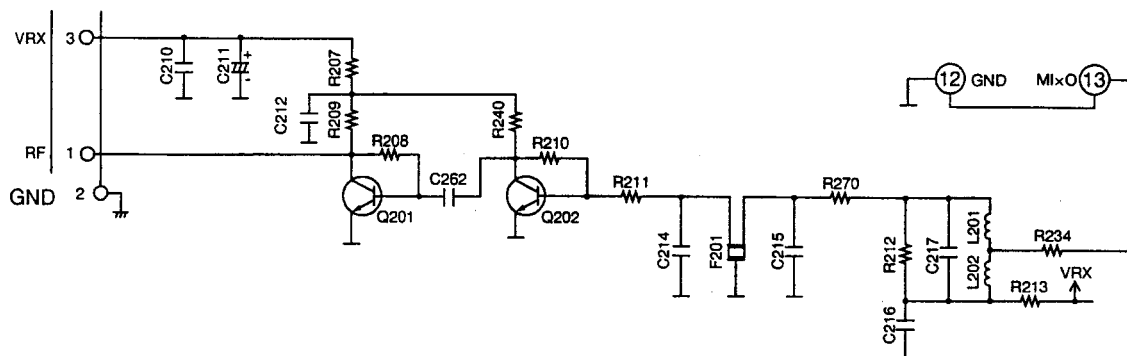 VRX 3
C210
C211
+
-
R207
C212
R209
R240
RF 1
R208
R210
GND 2
C262
Q201
Q202
R211
C214
F201
C215
R270
R212
C217
L201
L202
R234
R213
VRX
C216
12 GND
MIxO 13